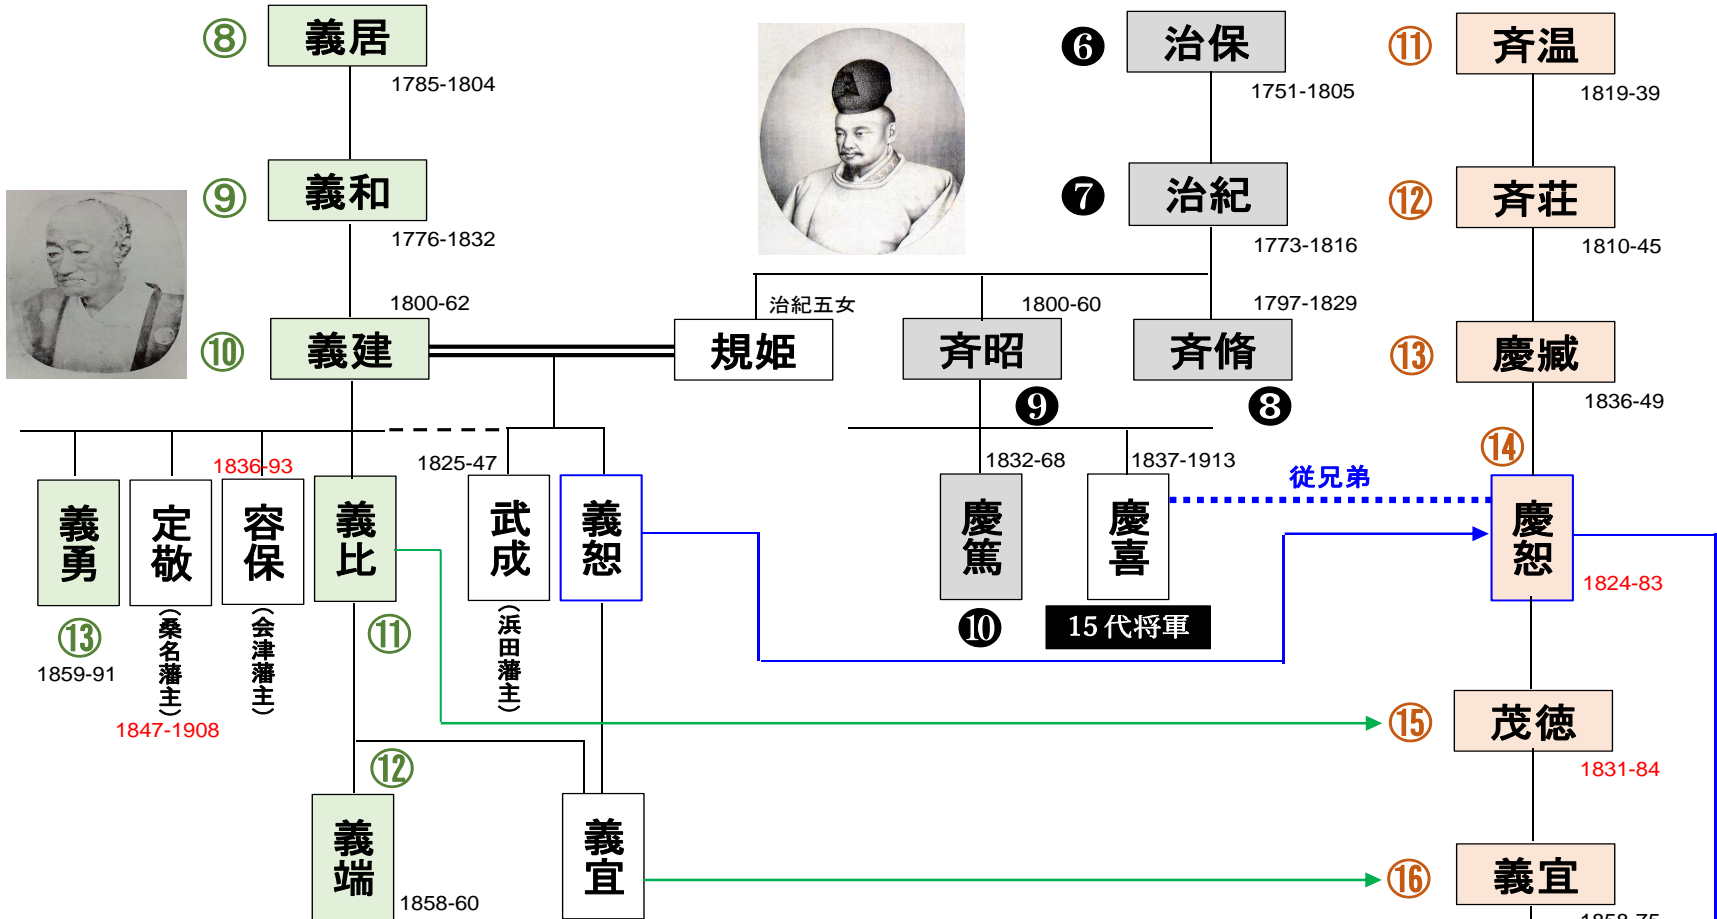 ⑧ 義居
1785-1804
⑨ 義和
1776-1832
1800-62
⑩ 義建
治紀五女
規姫
❻ 治保
1751-1805
❼ 治紀
1773-1816
1800-60
斉昭
❾
1797-1829
斉脩
❽
⑪ 斉温
1819-39
⑫ 斉荘
1810-45
⑬ 慶臧
1836-49
⑭
慶恕
1824-83
従兄弟
義勇
⑬
1859-91
定敬
(桑名藩主)
1847-1908
1836-93
容保
(会津藩主)
義比
⑪
1825-47
武成
(浜田藩主)
義恕
1832-68
慶篤
❿
1837-1913
慶喜
15代将軍
⑮ 茂徳
1831-84
⑫
義端
1858-60
義宜
⑯ 義宜
1858-75